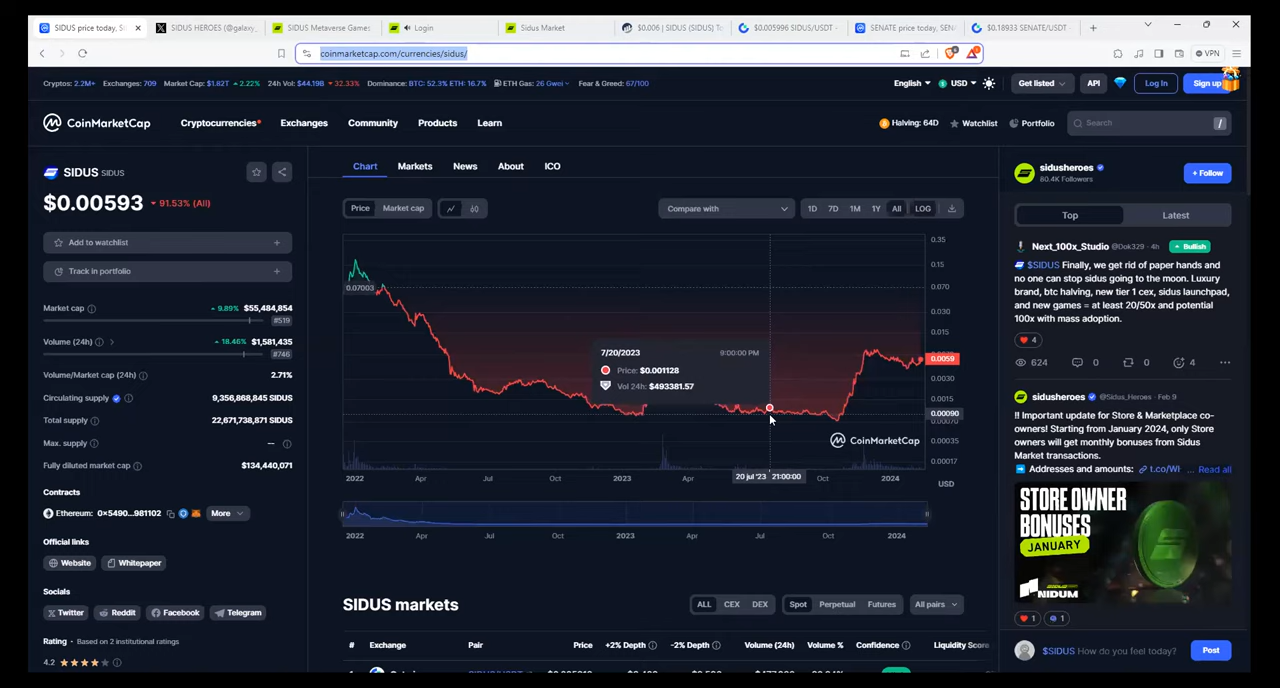 SIDUS price today, S
SIDUS HEROES (@galaxy_
SIDUS Metaverse Games
Login
Sidus Market
$0.006 | SIDUS (SIDUS) To
$0.005996 SIDUS/USDT -
SENATE price today, SEN
$0.18933 SENATE/USDT -
coinmarketcap.com/currencies/sidus/
VPN
Cryptos: 2.2M+ Exchanges: 709 Market Cap: $1.82T 2.22% 24h Vol: $44.19B 32.33% Dominance: BTC: 52.3% ETH: 16.7% ETH Gas: 26 Gwei Fear & Greed: 67/100
English USD Get listed API Log In Sign up
CoinMarketCap
Cryptocurrencies Exchanges Community Products Learn
Halving: 64D Watchlist Portfolio Search /
SIDUS SIDUS
$0.00593 91.53% (All)
Add to watchlist +
Track in portfolio +
Market cap 9.89% $55,484,854
#519
Volume (24h) 18.46% $1,581,435
#746
Volume/Market cap (24h) 2.71%
Circulating supply 9,356,868,843 SIDUS
Total supply 22,671,738,871 SIDUS
Max. supply --
Fully diluted market cap $134,440,071
Contracts
Ethereum: 0x5490...981102 More
Official links
Website Whitepaper
Socials
Twitter Reddit Facebook Telegram
Rating · Based on 2 institutional ratings
4.2
Chart Markets News About ICO
Price Market cap
Compare with
1D 7D 1M 1Y All LOG
0.35
0.15
0.070
0.07003
0.030
0.015
7/20/2023 9:00:00 PM
0.0059
Price: $0.001128
0.0030
Vol 24h: $493381.57
0.0015
0.00090
CoinMarketCap
0.00035
0.00017
2022 Apr Jul Oct 2023 Apr 20 jul '23 21:00:00 Oct 2024
USD
2022 Apr Jul Oct 2023 Apr Jul Oct 2024
SIDUS markets
ALL CEX DEX Spot Perpetual Futures All pairs
# Exchange Pair Price +2% Depth -2% Depth Volume (24h) Volume % Confidence Liquidity Score
sidusheroes
80.4K Followers
+ Follow
Top Latest
Next_100x_Studio @Dok329 · 4h Bullish
$SIDUS Finally, we get rid of paper hands and
no one can stop sidus going to the moon. Luxury
brand, btc halving, new tier 1 cex, sidus launchpad,
and new games = at least 20/50x and potential
100x with mass adoption.
4
624 0 0 4
sidusheroes @Sidus_Heroes · Feb 9
!! Important update for Store & Marketplace co-
owners! Starting from January 2024, only Store
owners will get monthly bonuses from Sidus
Market transactions.
Addresses and amounts: t.co/WH ... Read all
STORE OWNER
BONUSES
JANUARY
NIDUM
1 1
$SIDUS How do you feel today? Post